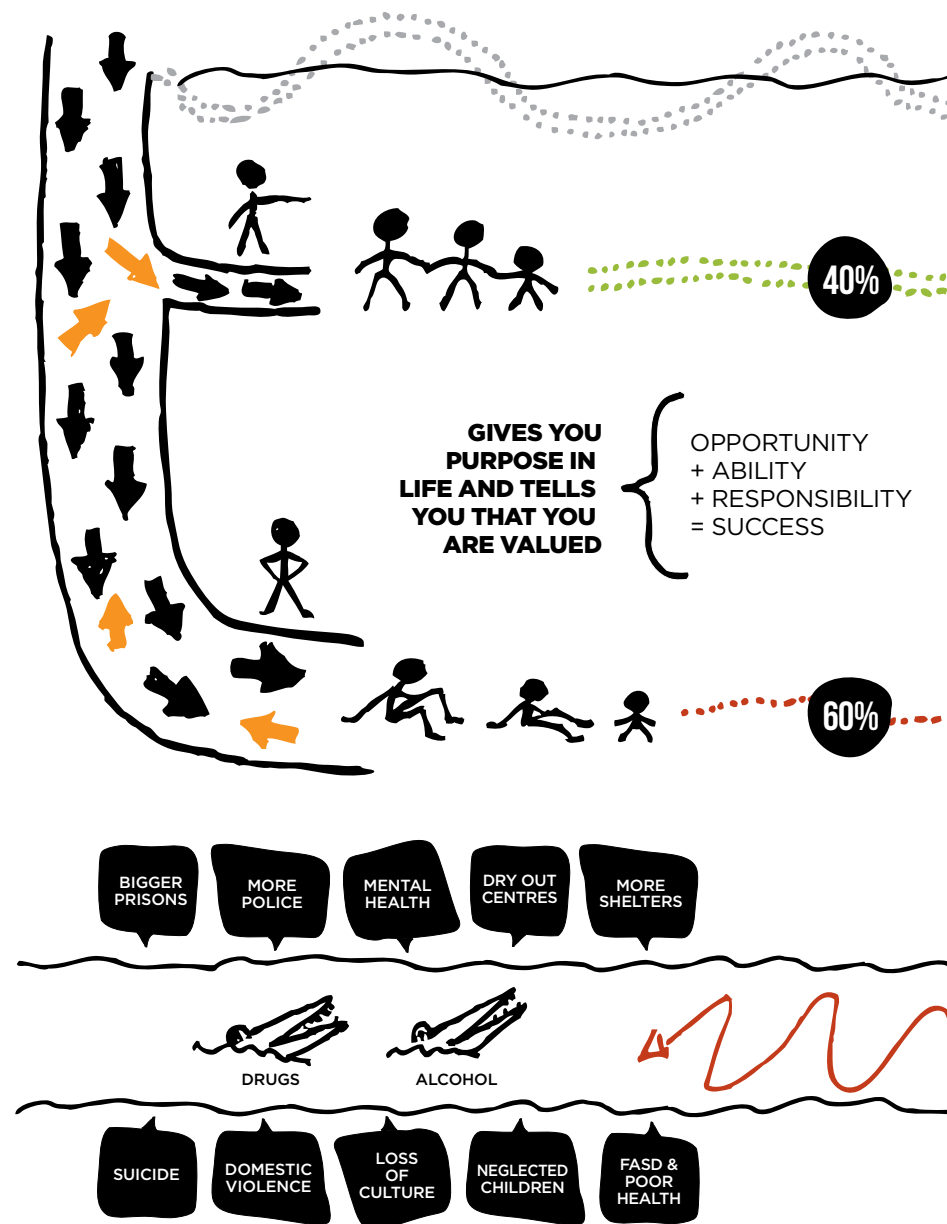 40%
GIVES YOU
PURPOSE IN
LIFE AND TELLS
YOU THAT YOU
ARE VALUED
OPPORTUNITY
+ ABILITY
+ RESPONSIBILITY
= SUCCESS
60%
BIGGER
PRISONS
MORE
POLICE
MENTAL
HEALTH
DRY OUT
CENTRES
MORE
SHELTERS
DRUGS
ALCOHOL
SUICIDE
DOMESTIC
VIOLENCE
LOSS
OF
CULTURE
NEGLECTED
CHILDREN
FASD &
POOR
HEALTH